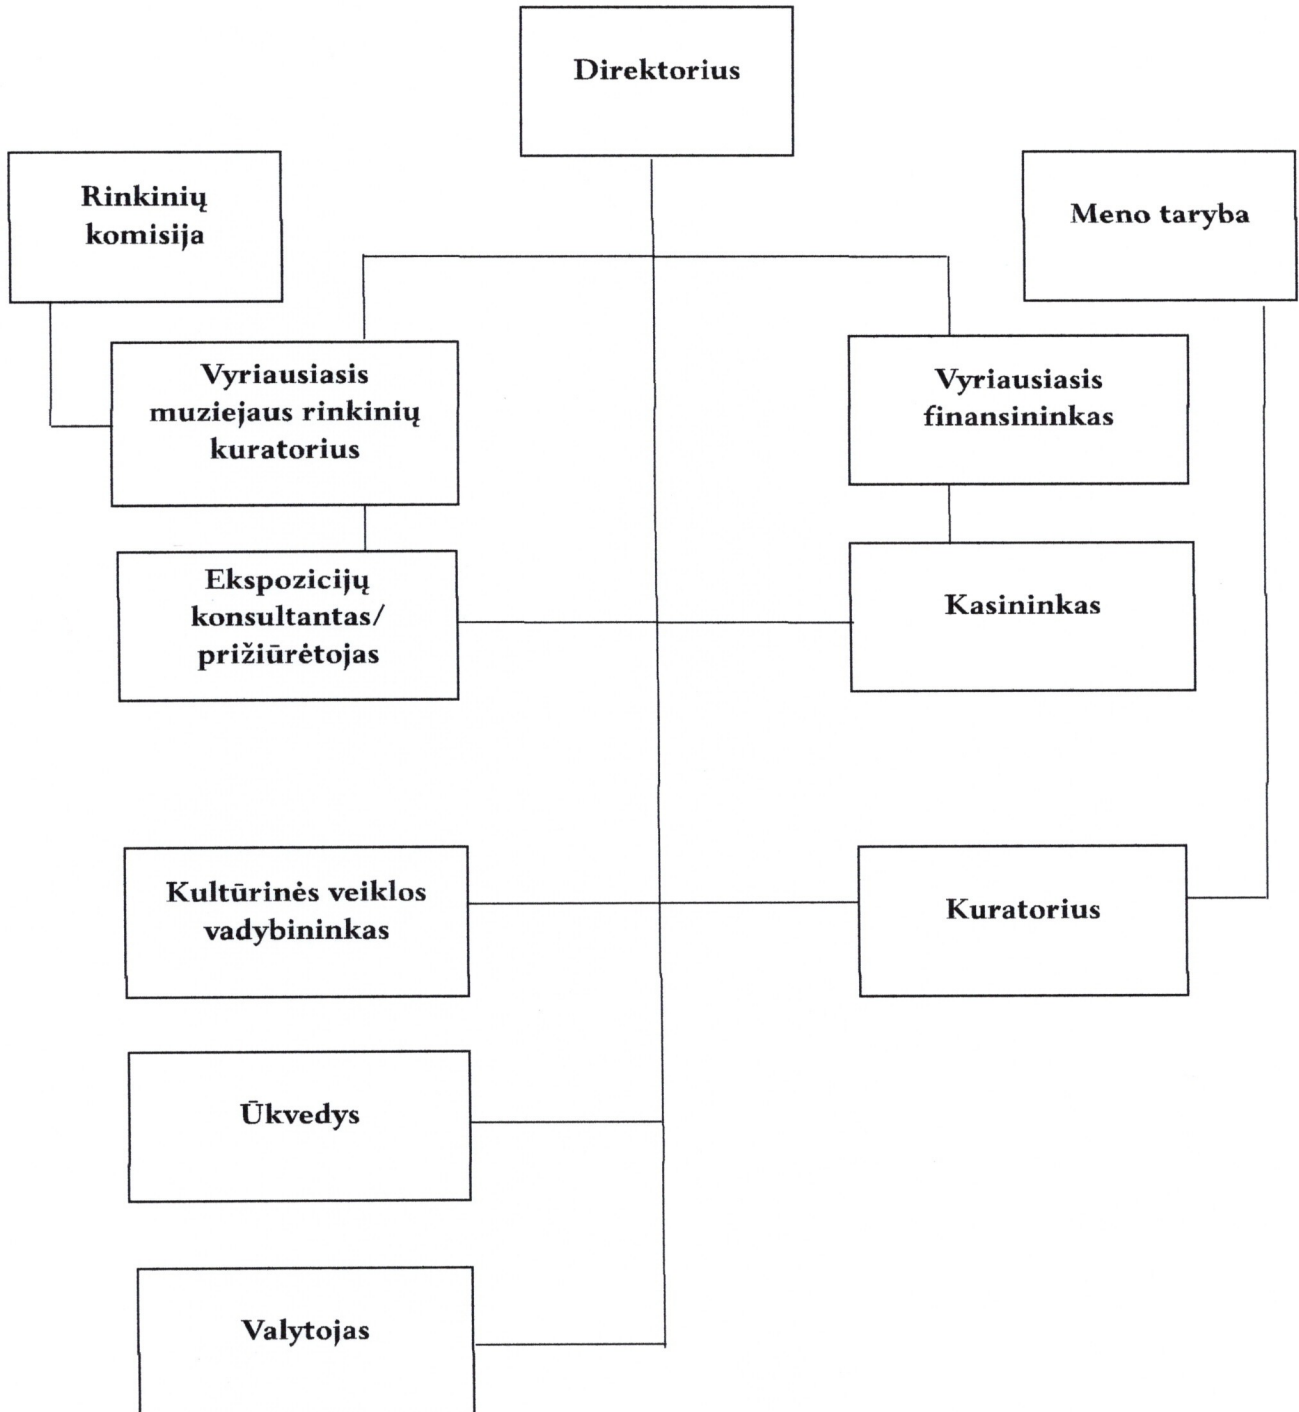 Direktorius
Rinkinių
komisija
Meno taryba
Vyriausiasis
muziejaus rinkinių
kuratorius
Vyriausiasis
finansininkas
Ekspozicijų
konsultantas/
prižiūrėtojas
Kasininkas
Kultūrinės veiklos
vadybininkas
Kuratorius
Ūkvedys
Valytojas